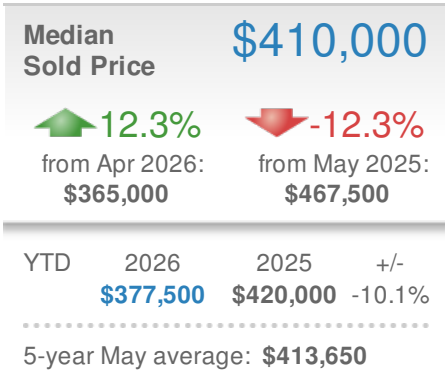 Median $410,000
Sold Price
12.3% -12.3%
from Apr 2026: from May 2025:
$365,000 $467,500
YTD 2026 2025 +/-
$377,500 $420,000 -10.1%
5-year May average: $413,650